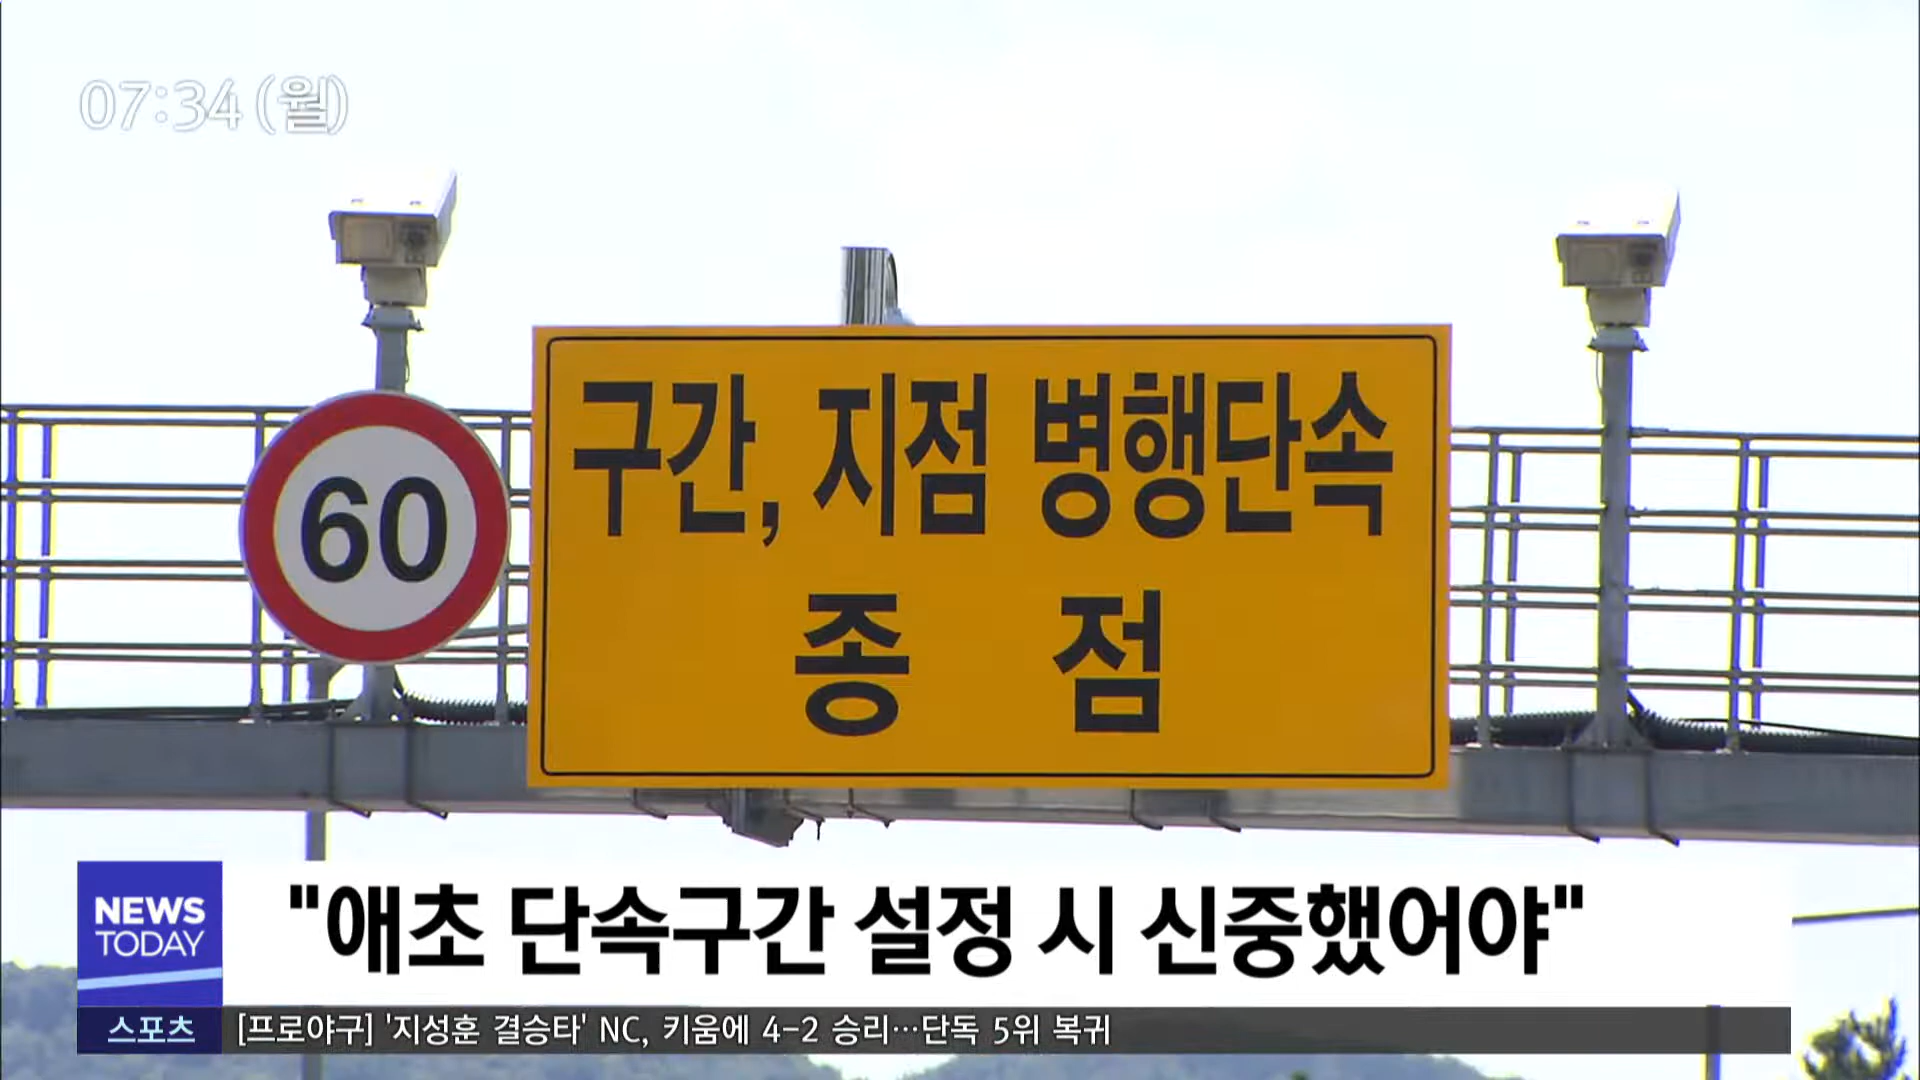 07:34 (월)
60
구간, 지점 병행단속
종 점
NEWS
TODAY
"애초 단속구간 설정 시 신중했어야"
스포츠
[프로야구] '지성훈 결승타' NC, 키움에 4-2 승리…단독 5위 복귀